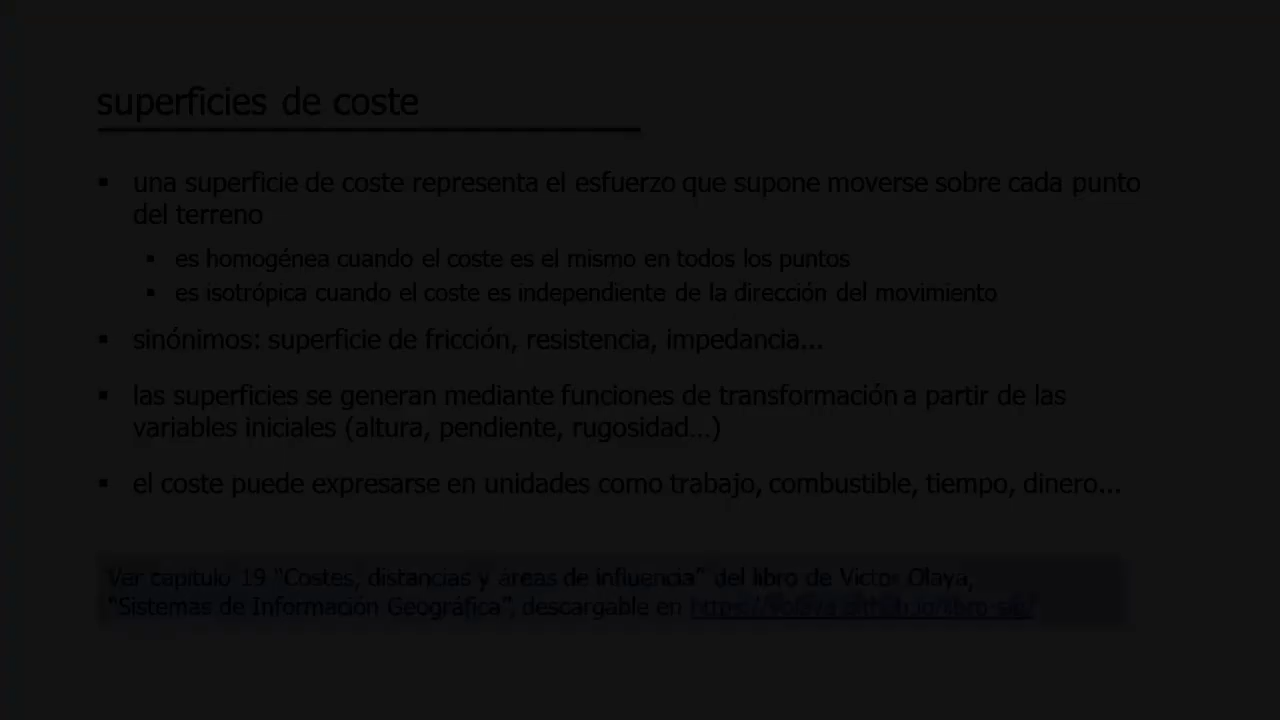 superficies de coste
▪ una superficie de coste representa el esfuerzo que supone moverse sobre cada punto
del terreno
▪ es homogénea cuando el coste es el mismo en todos los puntos
▪ es isotrópica cuando el coste es independiente de la dirección del movimiento
▪ sinónimos: superficie de fricción, resistencia, impedancia...
▪ las superficies se generan mediante funciones de transformación a partir de las
variables iniciales (altura, pendiente, rugosidad...)
▪ el coste puede expresarse en unidades como trabajo, combustible, tiempo, dinero...
Ver capítulo 19 "Costes, distancias y áreas de influencia" del libro de Victor Olaya,
"Sistemas de Información Geográfica", descargable en